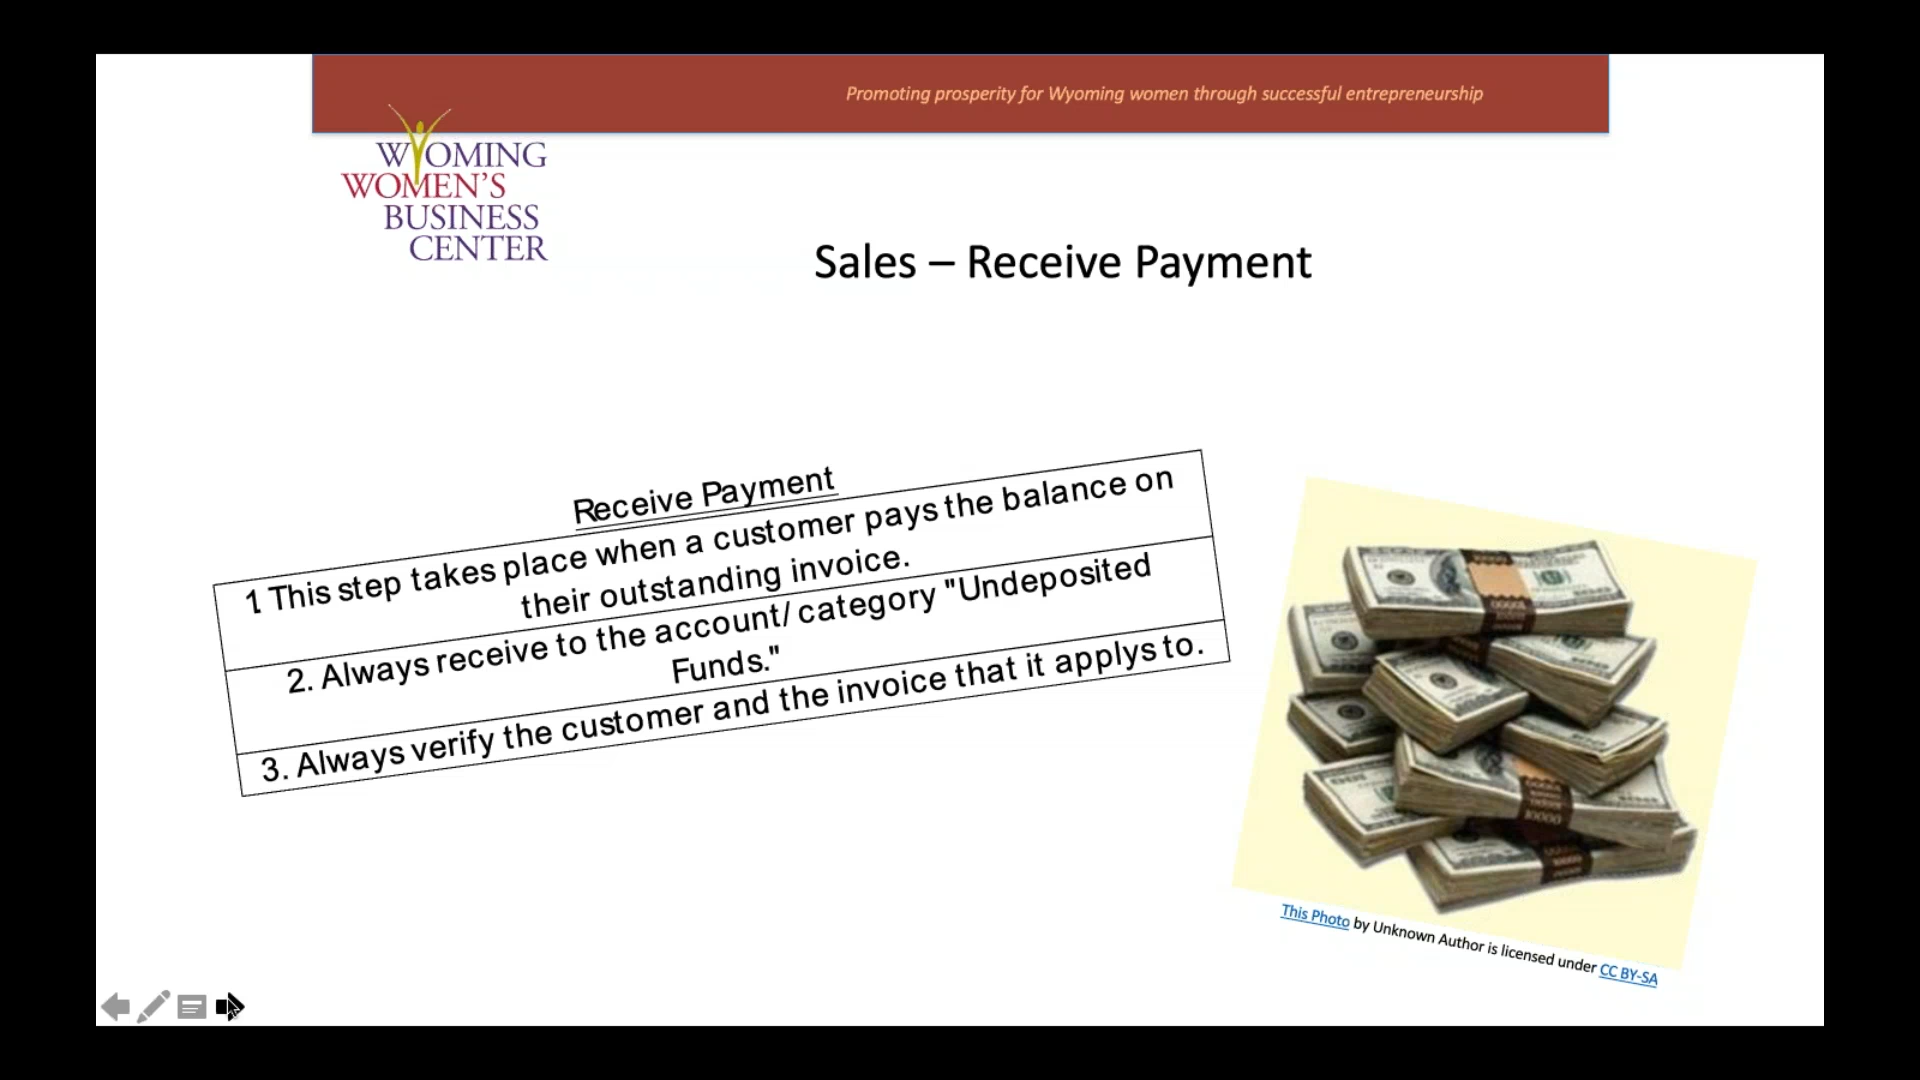 Promoting prosperity for Wyoming women through successful entrepreneurship
WYOMING
WOMEN'S
BUSINESS
CENTER
Sales – Receive Payment
Receive Payment
1. This step takes place when a customer pays the balance on
their outstanding invoice.
2. Always receive to the account/ category "Undeposited
Funds."
3. Always verify the customer and the invoice that it applys to.
This Photo by Unknown Author is licensed under CC BY-SA